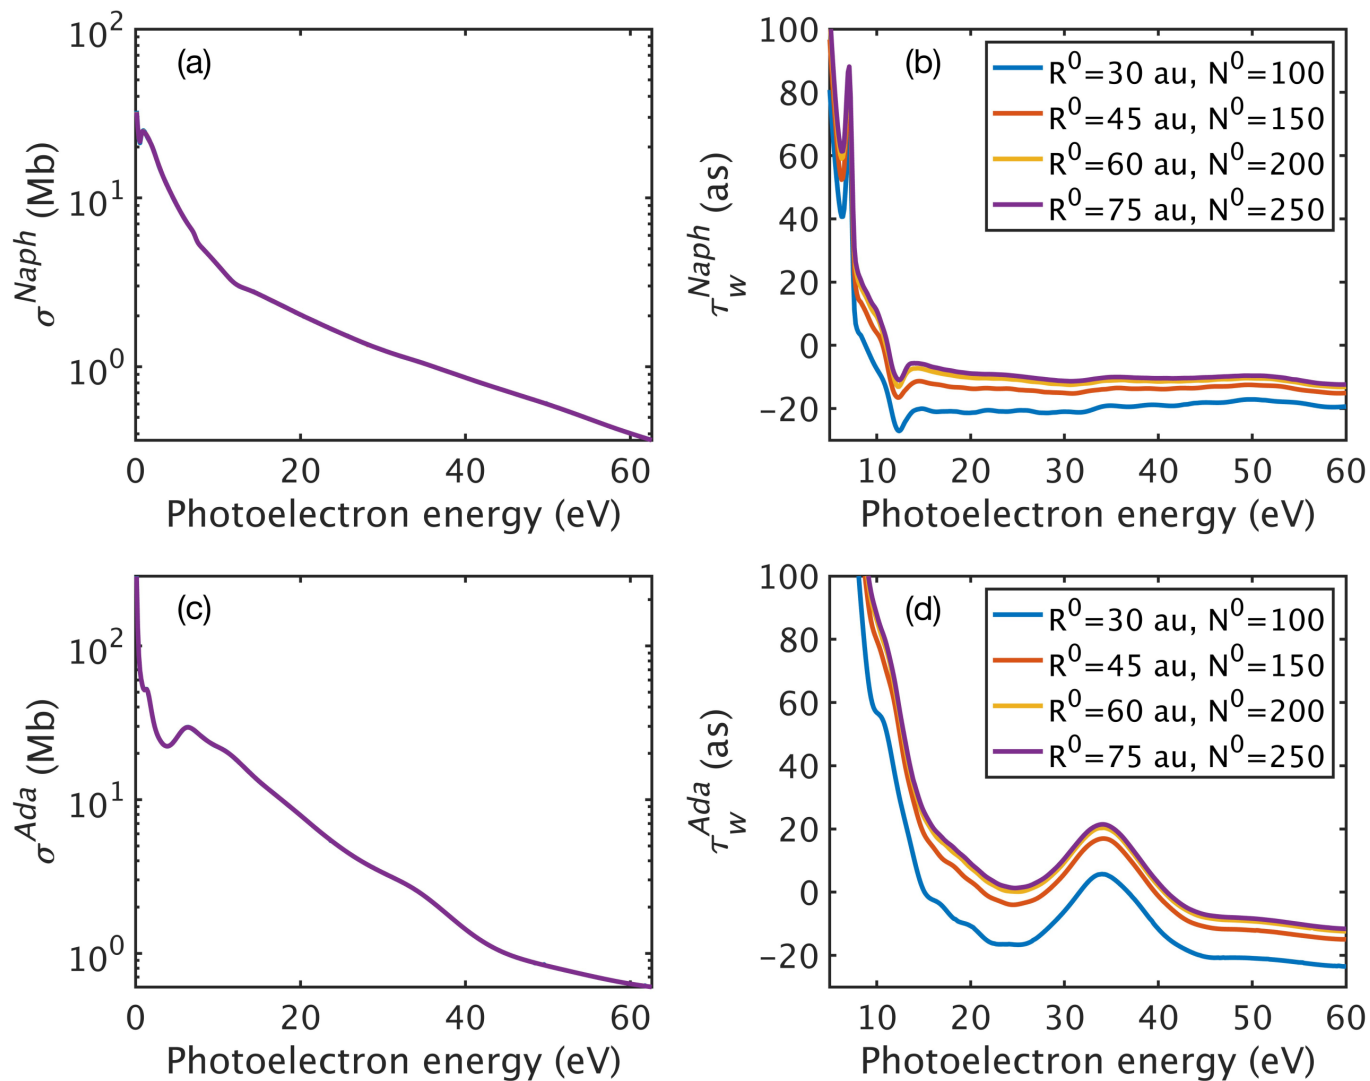 (a)
10^2
10^1
10^0
σ^Naph (Mb)
0 20 40 60
Photoelectron energy (eV)
(b)
100
80
60
40
20
0
−20
τ_w^Naph (as)
R^0=30 au, N^0=100
R^0=45 au, N^0=150
R^0=60 au, N^0=200
R^0=75 au, N^0=250
10 20 30 40 50 60
Photoelectron energy (eV)
(c)
10^2
10^1
10^0
σ^Ada (Mb)
0 20 40 60
Photoelectron energy (eV)
(d)
100
80
60
40
20
0
−20
τ_w^Ada (as)
R^0=30 au, N^0=100
R^0=45 au, N^0=150
R^0=60 au, N^0=200
R^0=75 au, N^0=250
10 20 30 40 50 60
Photoelectron energy (eV)